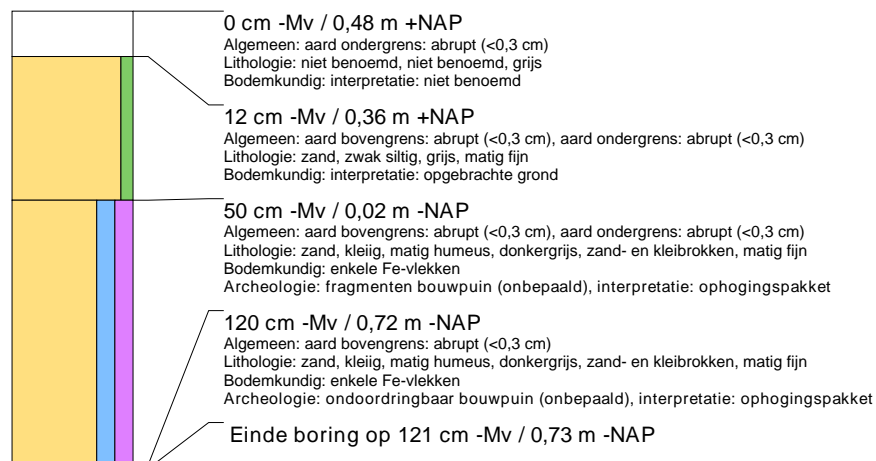 0 cm -Mv / 0,48 m +NAP
Algemeen: aard ondergrens: abrupt (<0,3 cm)
Lithologie: niet benoemd, niet benoemd, grijs
Bodemkundig: interpretatie: niet benoemd
12 cm -Mv / 0,36 m +NAP
Algemeen: aard bovengrens: abrupt (<0,3 cm), aard ondergrens: abrupt (<0,3 cm)
Lithologie: zand, zwak siltig, grijs, matig fijn
Bodemkundig: interpretatie: opgebrachte grond
50 cm -Mv / 0,02 m -NAP
Algemeen: aard bovengrens: abrupt (<0,3 cm), aard ondergrens: abrupt (<0,3 cm)
Lithologie: zand, kleiig, matig humeus, donkergrijs, zand- en kleibrokken, matig fijn
Bodemkundig: enkele Fe-vlekken
Archeologie: fragmenten bouwpuin (onbepaald), interpretatie: ophogingspakket
120 cm -Mv / 0,72 m -NAP
Algemeen: aard bovengrens: abrupt (<0,3 cm)
Lithologie: zand, kleiig, matig humeus, donkergrijs, zand- en kleibrokken, matig fijn
Bodemkundig: enkele Fe-vlekken
Archeologie: ondoordringbaar bouwpuin (onbepaald), interpretatie: ophogingspakket
Einde boring op 121 cm -Mv / 0,73 m -NAP